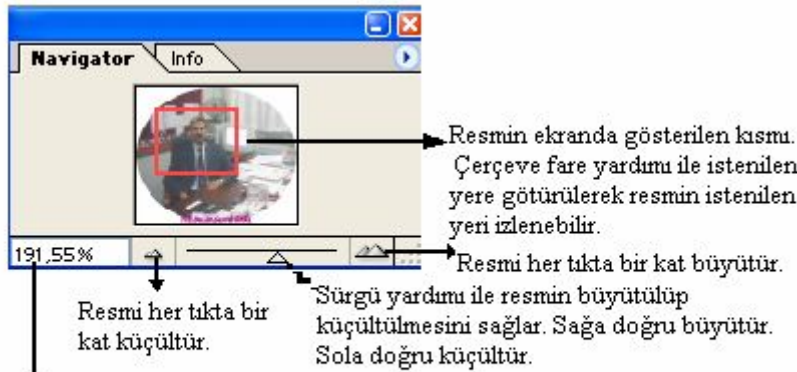 Navigator Info
Resmin ekranda gösterilen kısmı.
Çerçeve fare yardımı ile istenilen
yere götürülerek resmin istenilen
yeri izlenebilir.
191,55%
Resmi her tıkta bir kat büyütür.
Resmi her tıkta bir
kat küçültür.
Sürgü yardımı ile resmin büyütülüp
küçültülmesini sağlar. Sağa doğru büyütür.
Sola doğru küçültür.